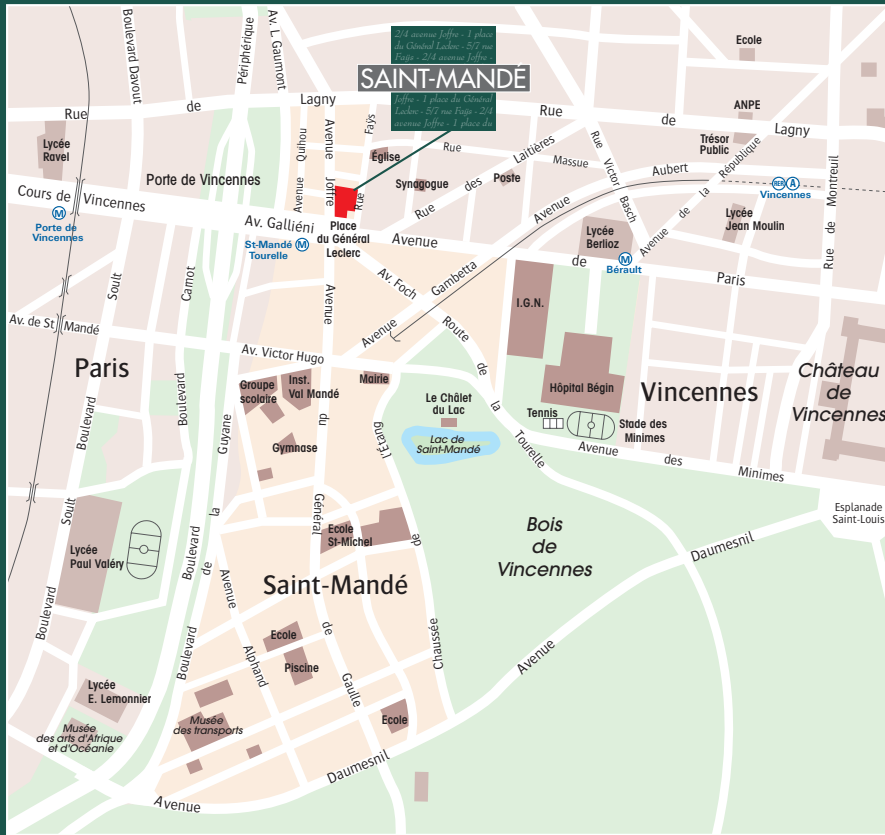 2/4 avenue Joffre - 1 place
du Général Leclerc - 5/7 rue
Faÿs - 2/4 avenue Joffre -
SAINT-MANDÉ
Joffre - 1 place du Général
Leclerc - 5/7 rue Faÿs - 2/4
avenue Joffre - 1 place du
Boulevard Davout
Périphérique
Av. L. Gaumont
Ecole
Rue de Lagny
Rue de Lagny
ANPE
Trésor
Public
Lycée
Ravel
Avenue Quihou
Avenue Joffre
Rue Faÿs
Église
Rue Massue
Rue des Laitières
Rue Victor Basch
Avenue Aubert
Avenue de la République
Rue de Montreuil
Porte de Vincennes
Synagogue
Poste
RER A
Vincennes
Cours de Vincennes
M
Porte de
Vincennes
Av. Galliéni
St-Mandé
Tourelle
M
Place
du Général
Leclerc
Avenue de Paris
Lycée
Berlioz
M
Bérault
Lycée
Jean Moulin
Boulevard Soult
Boulevard Carnot
Av. Foch
Avenue Gambetta
I.G.N.
Av. de St Mandé
Av. Victor Hugo
Route de la Tourelle
Paris
Groupe
scolaire
Inst.
Val Mandé
Mairie
Le Châlet
du Lac
Hôpital Bégin
Vincennes
Château
de
Vincennes
Tennis
Stade des
Minimes
Lac de
Saint-Mandé
Gymnase
Avenue des Minimes
Boulevard de la Guyane
Avenue du Général de Gaulle
Chaussée de l'Étang
Esplanade
Saint-Louis
Boulevard Soult
Lycée
Paul Valéry
Ecole
St-Michel
Bois
de
Vincennes
Saint-Mandé
Avenue Daumesnil
Boulevard
Avenue Alphand
Ecole
Piscine
Lycée
E. Lemonnier
Musée
des arts d'Afrique
et d'Océanie
Musée
des transports
Ecole
Avenue Daumesnil